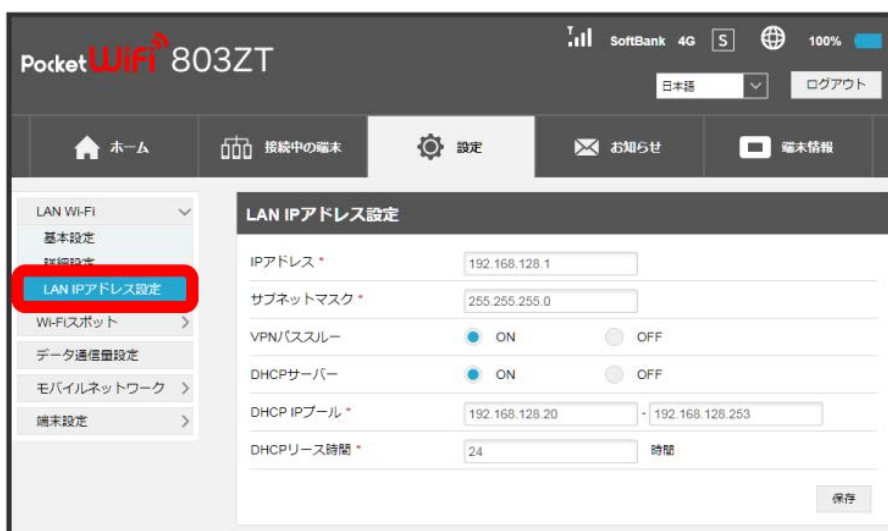 SoftBank 4G S 100%
Pocket WiFi 803ZT
日本語 ログアウト
ホーム 接続中の端末 設定 お知らせ 端末情報
LAN Wi-Fi
基本設定
詳細設定
LAN IPアドレス設定
Wi-Fiスポット
データ通信量設定
モバイルネットワーク
端末設定
LAN IPアドレス設定
IPアドレス * 192.168.128.1
サブネットマスク * 255.255.255.0
VPNパススルー ON OFF
DHCPサーバー ON OFF
DHCP IPプール * 192.168.128.20 - 192.168.128.253
DHCPリース時間 * 24 時間
保存